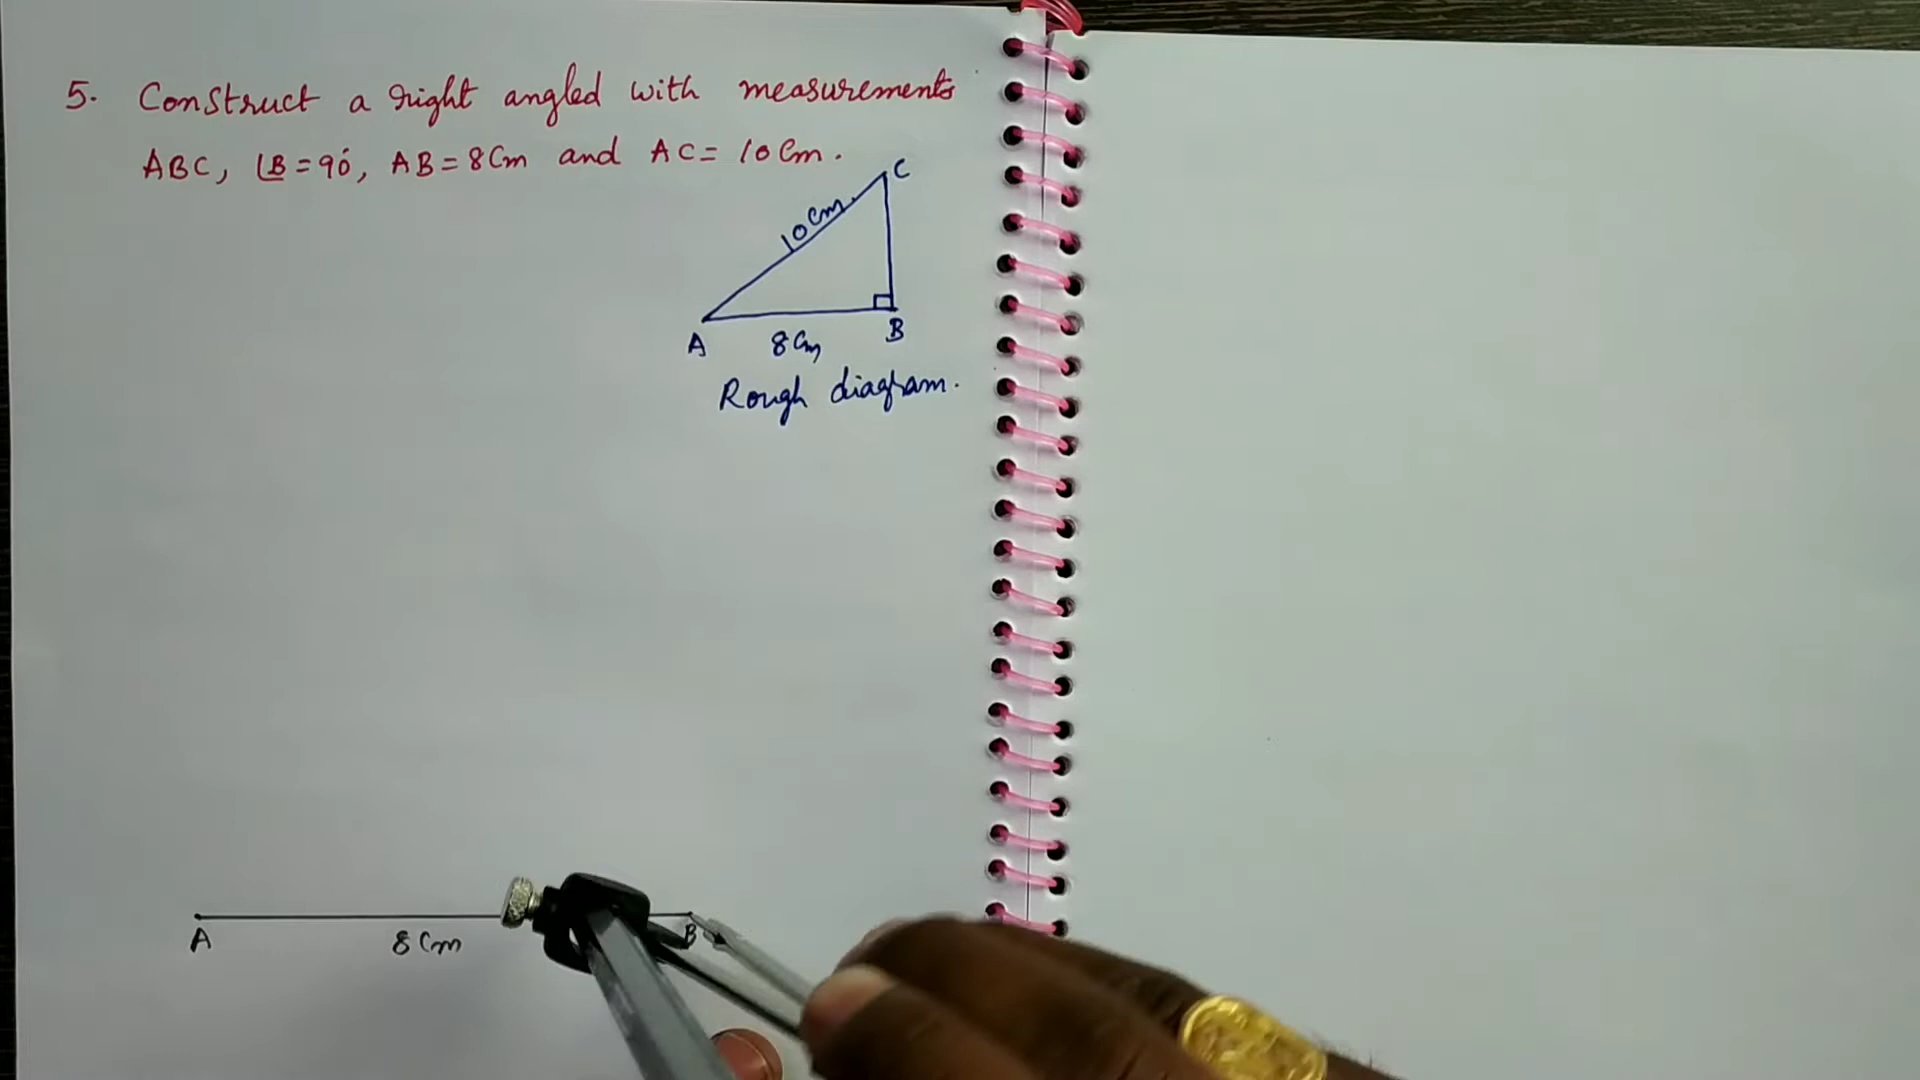 5. Construct a right angled with measurements
ABC, ∠B = 90°, AB = 8 Cm and AC = 10 Cm.
C
10 Cm
A
8 Cm
B
Rough diagram.
A
8 Cm
B